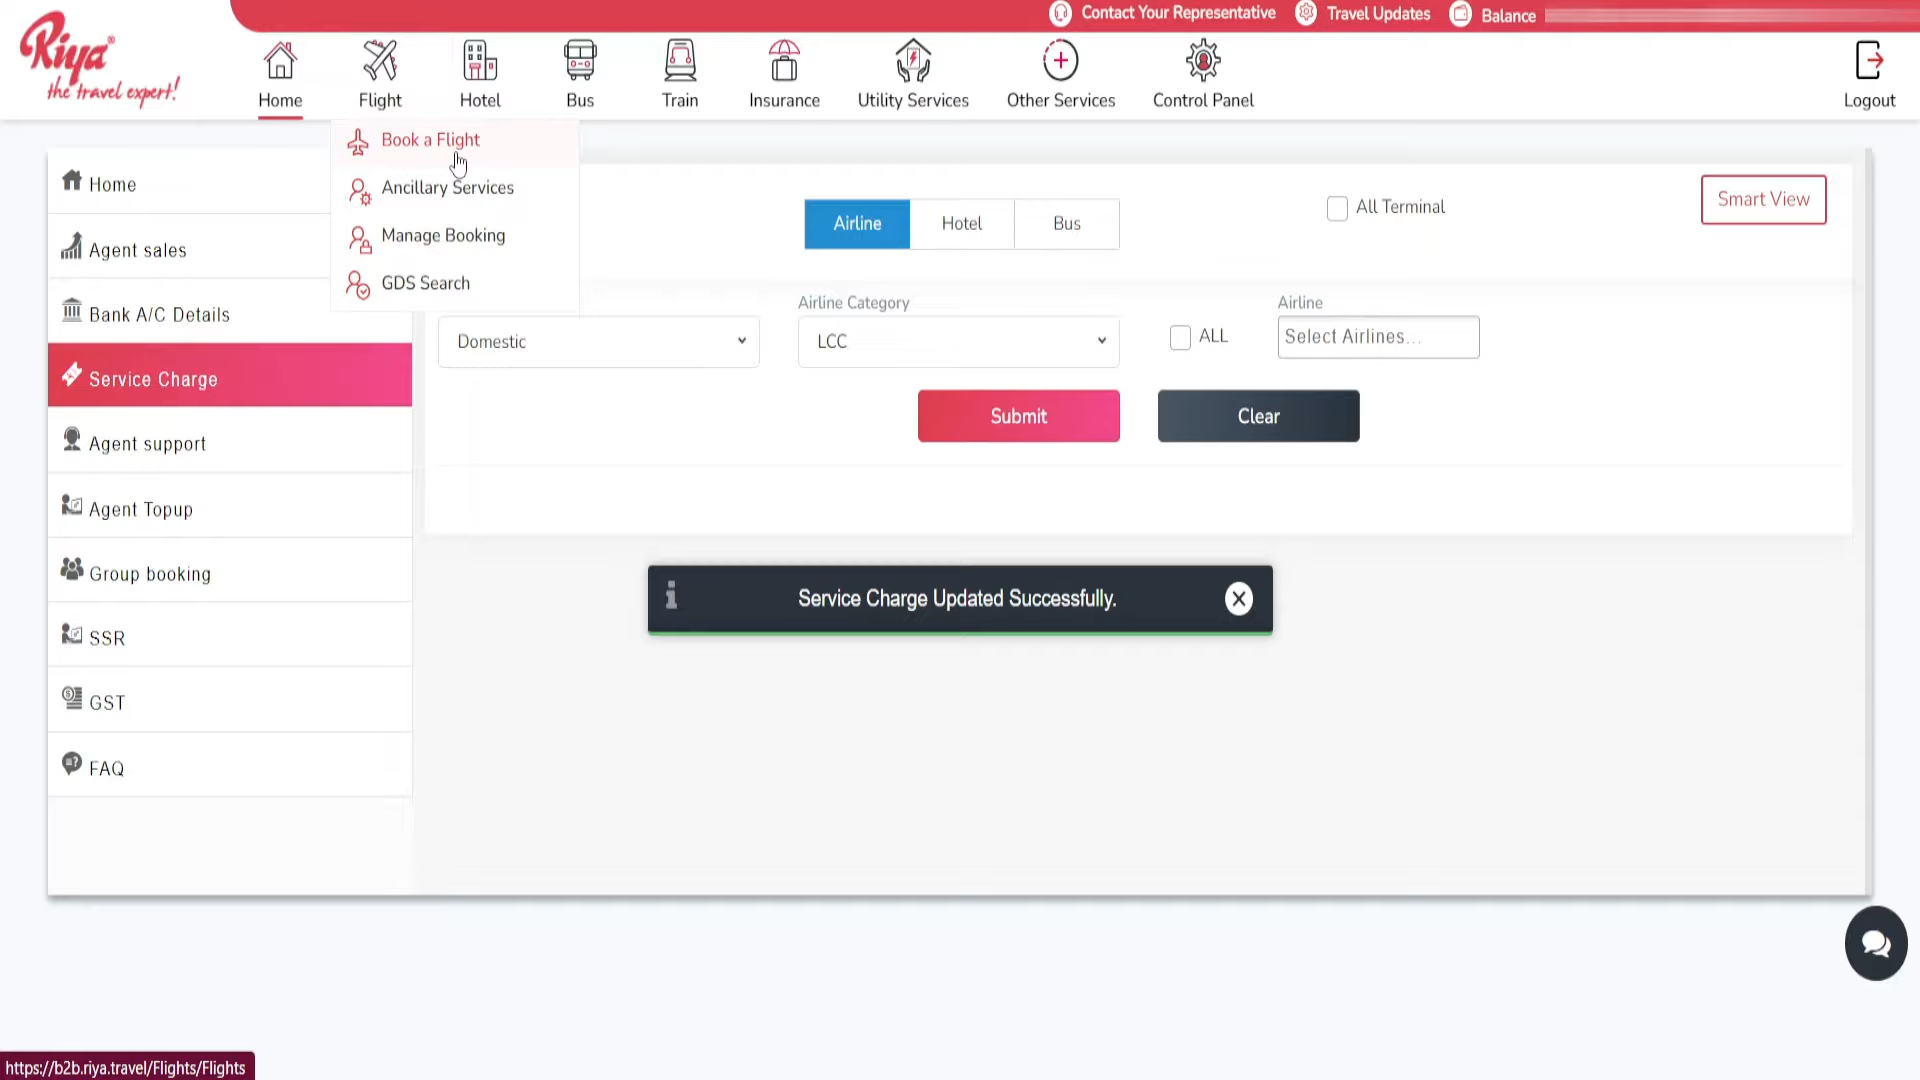 Contact Your Representative
Travel Updates
Balance
Riya®
the travel expert!
Home
Flight
Hotel
Bus
Train
Insurance
Utility Services
Other Services
Control Panel
Logout
Book a Flight
Ancillary Services
Manage Booking
GDS Search
Home
Agent sales
Bank A/C Details
Service Charge
Agent support
Agent Topup
Group booking
SSR
GST
FAQ
Airline
Hotel
Bus
All Terminal
Smart View
Airline Category
Airline
Domestic
LCC
ALL
Select Airlines...
Submit
Clear
Service Charge Updated Successfully.
https://b2b.riya.travel/Flights/Flights